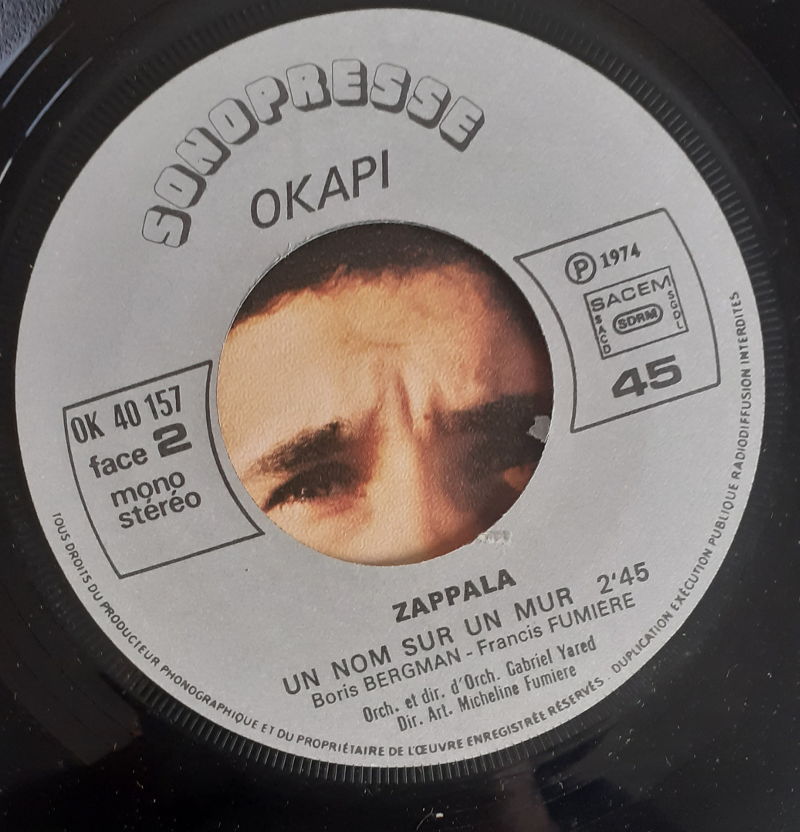 SONOPRESSE
OKAPI
Ⓟ 1974
SACEM
SACD
SDRM
SGDL
45
OK 40 157
face 2
mono
stéréo
ZAPPALA
UN NOM SUR UN MUR 2'45
Boris BERGMAN - Francis FUMIERE
Orch. et dir. d'Orch. Gabriel Yared
Dir. Art. Micheline Fumiere
TOUS DROITS DU PRODUCTEUR PHONOGRAPHIQUE ET DU PROPRIÉTAIRE DE L'ŒUVRE ENREGISTRÉE RÉSERVÉS. DUPLICATION EXÉCUTION PUBLIQUE RADIODIFFUSION INTERDITES